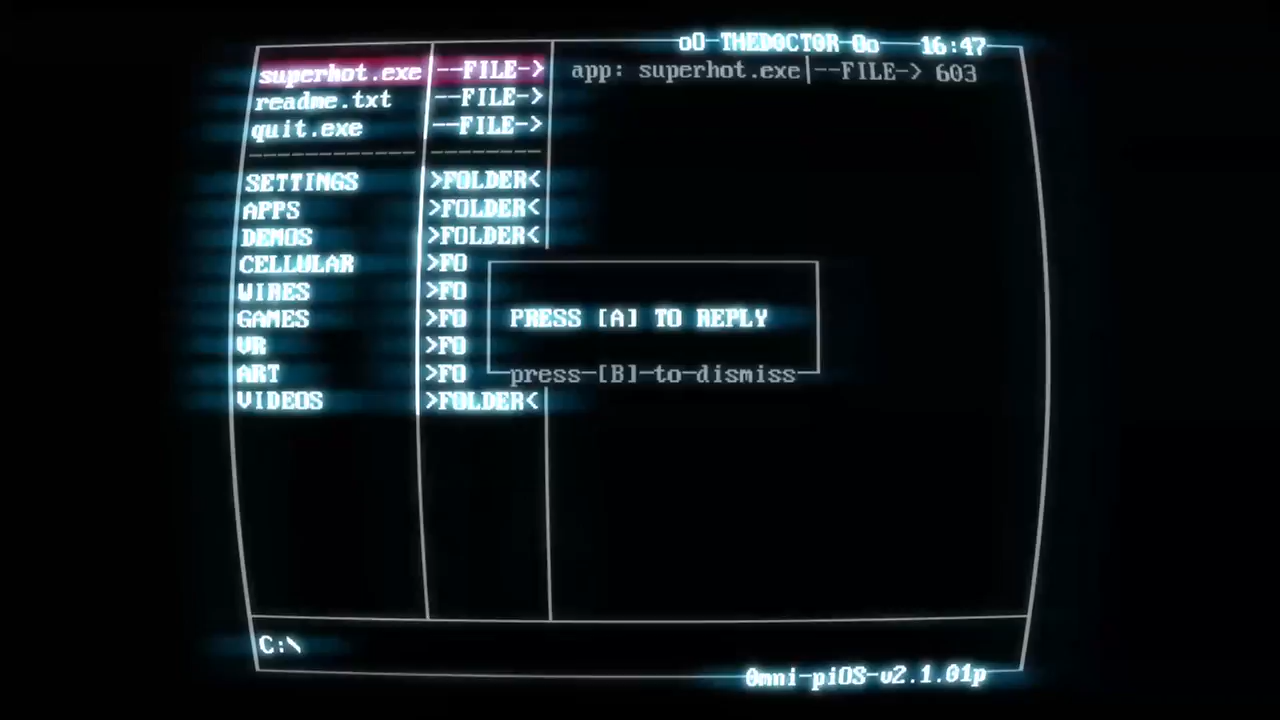 oO THEDOCTOR Oo 16:47
superhot.exe --FILE-> app: superhot.exe --FILE-> 603
readme.txt --FILE->
quit.exe --FILE->
SETTINGS >FOLDER<
APPS >FOLDER<
DEMOS >FOLDER<
CELLULAR >FO
WIRES >FO
GAMES >FO
PRESS [A] TO REPLY
VR >FO
ART >FO
press [B] to dismiss
VIDEOS >FOLDER<
C:\
0mni-piOS-v2.1.01p